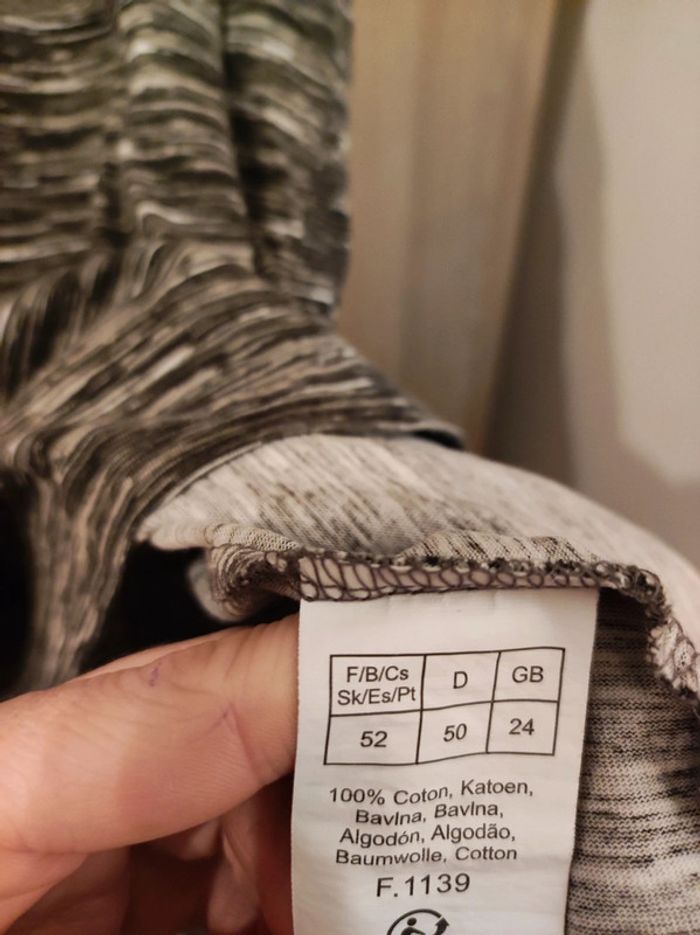 F/B/Cs D GB
Sk/Es/Pt
52 50 24
100% Coton, Katoen,
Bavlna, Bavlna,
Algodón, Algodão,
Baumwolle, Cotton
F.1139